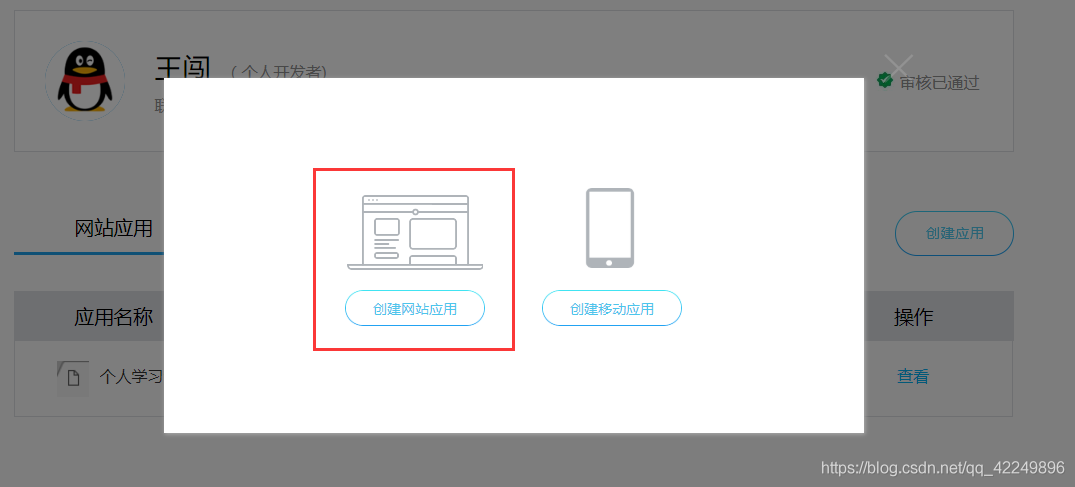 王闯 （ 个人开发者)
联
审核已通过
网站应用
创建应用
创建网站应用
创建移动应用
应用名称
操作
个人学习
查看
https://blog.csdn.net/qq_42249896